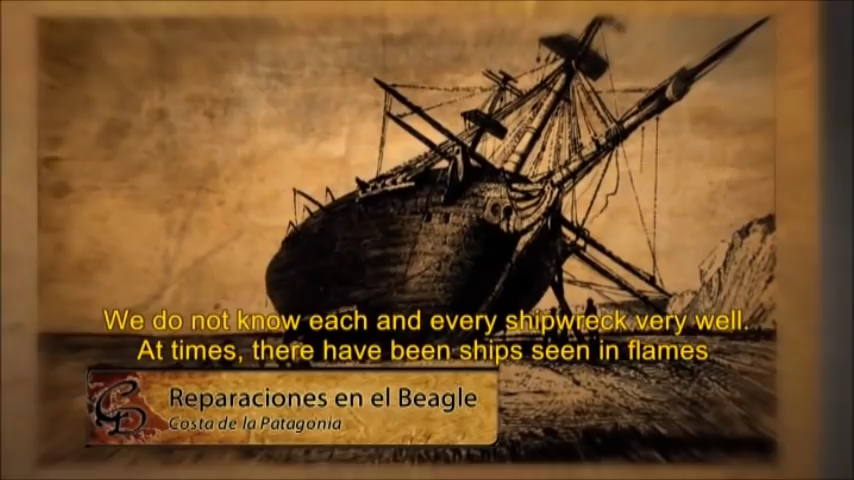 We do not know each and every shipwreck very well.
At times, there have been ships seen in flames
CD
Reparaciones en el Beagle
Costa de la Patagonia